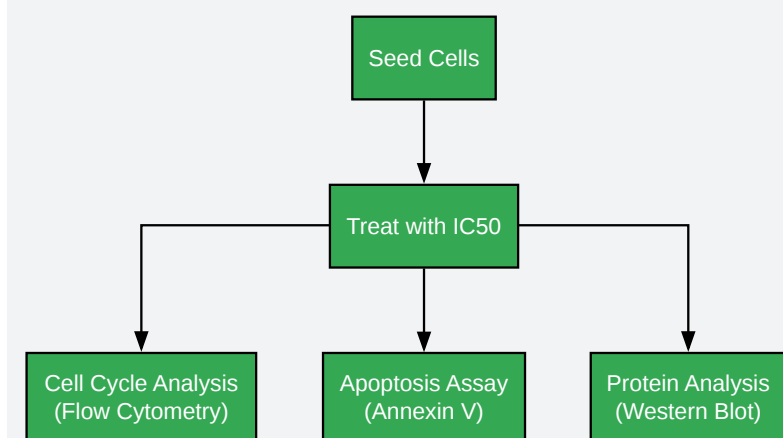 Seed Cells
Treat with IC50
Cell Cycle Analysis
(Flow Cytometry)
Apoptosis Assay
(Annexin V)
Protein Analysis
(Western Blot)